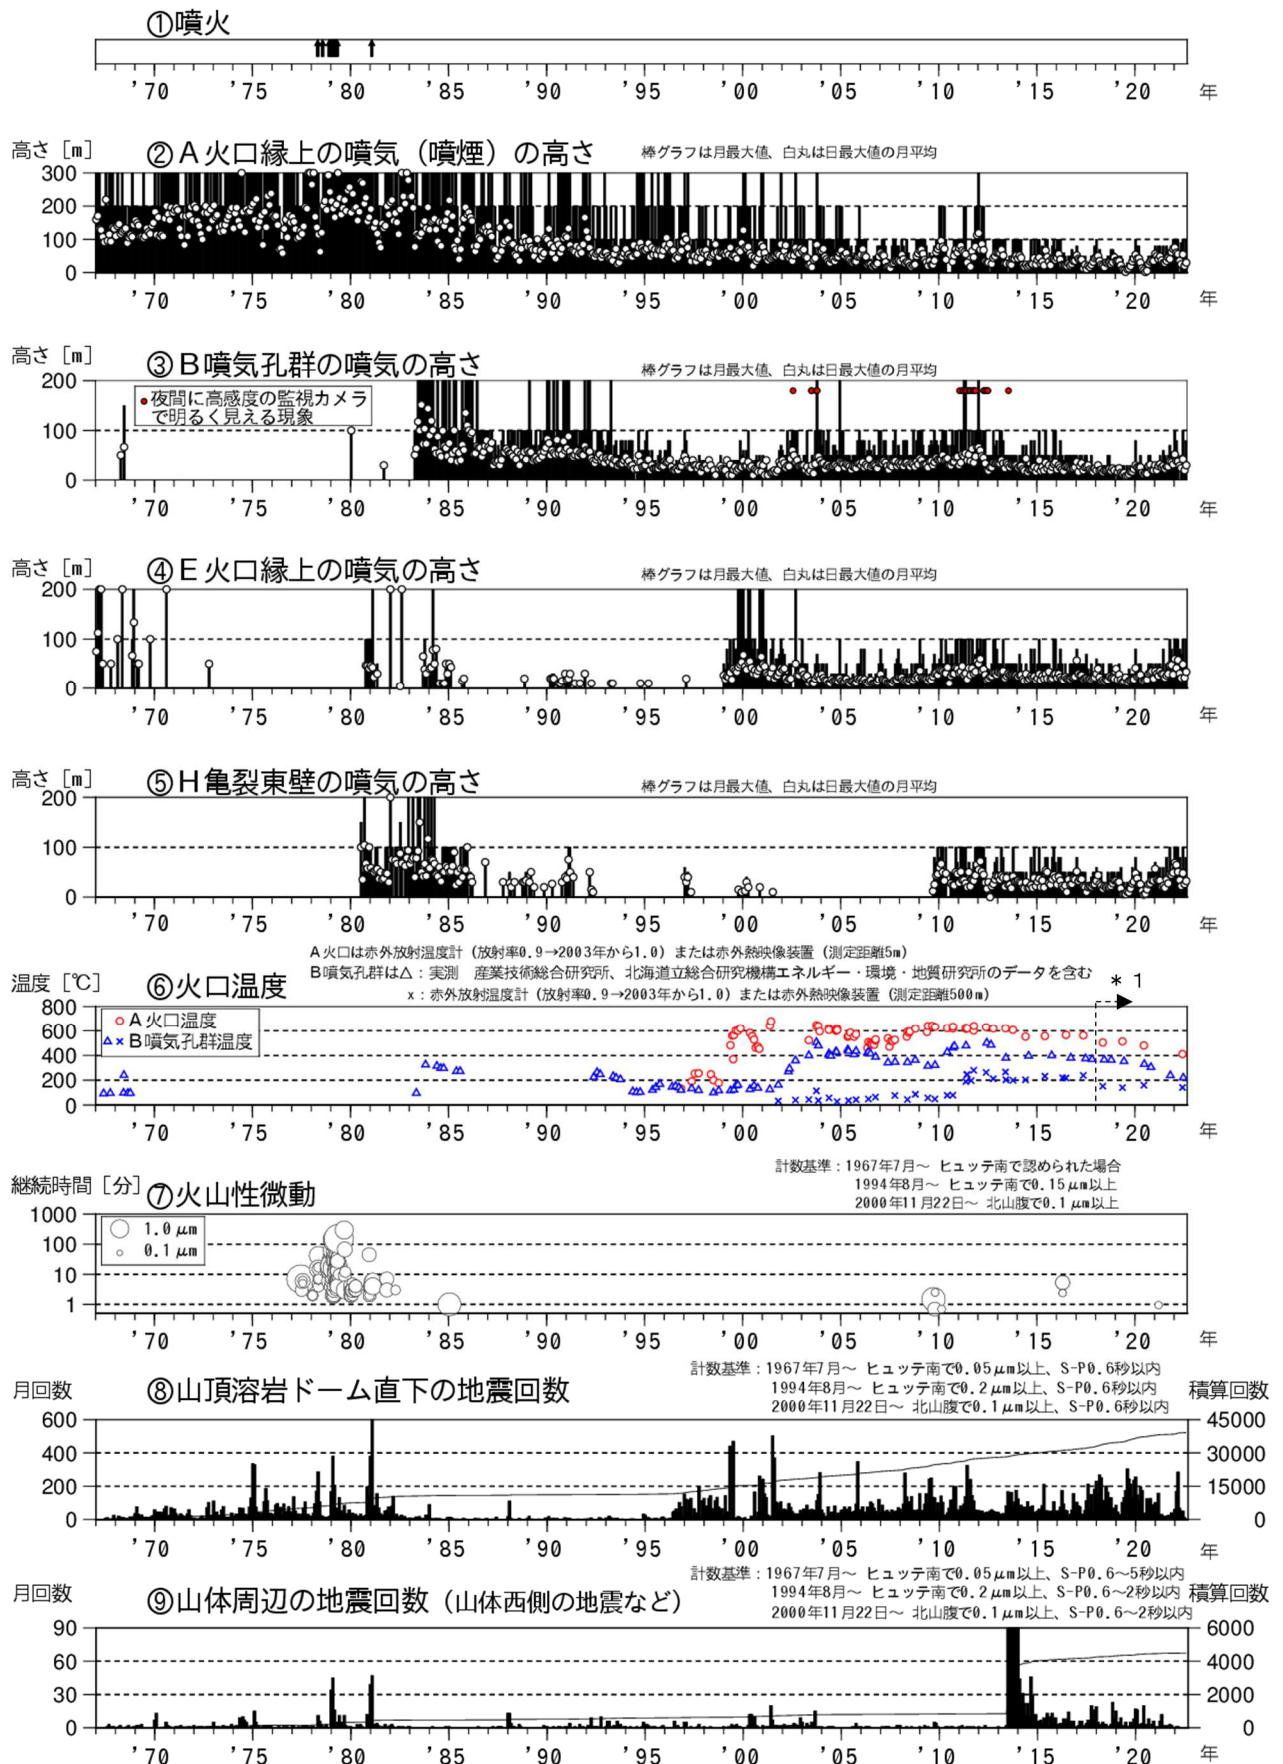 ①噴火
'70 '75 '80 '85 '90 '95 '00 '05 '10 '15 '20 年
高さ [m] ②A火口縁上の噴気（噴煙）の高さ 棒グラフは月最大値、白丸は日最大値の月平均
300
200
100
0
'70 '75 '80 '85 '90 '95 '00 '05 '10 '15 '20 年
高さ [m] ③B噴気孔群の噴気の高さ 棒グラフは月最大値、白丸は日最大値の月平均
200
夜間に高感度の監視カメラ
で明るく見える現象
100
0
'70 '75 '80 '85 '90 '95 '00 '05 '10 '15 '20 年
高さ [m] ④E火口縁上の噴気の高さ 棒グラフは月最大値、白丸は日最大値の月平均
200
100
0
'70 '75 '80 '85 '90 '95 '00 '05 '10 '15 '20 年
高さ [m] ⑤H亀裂東壁の噴気の高さ 棒グラフは月最大値、白丸は日最大値の月平均
200
100
0
'70 '75 '80 '85 '90 '95 '00 '05 '10 '15 '20 年
A火口は赤外放射温度計（放射率0.9→2003年から1.0）または赤外熱映像装置（測定距離5m）
B噴気孔群は△：実測 産業技術総合研究所、北海道立総合研究機構エネルギー・環境・地質研究所のデータを含む
温度 [℃] ⑥火口温度 x：赤外放射温度計（放射率0.9→2003年から1.0）または赤外熱映像装置（測定距離500m） ＊1
800
○ A火口温度
600
△ × B噴気孔群温度
400
200
0
'70 '75 '80 '85 '90 '95 '00 '05 '10 '15 '20 年
計数基準：1967年7月～ ヒュッテ南で認められた場合
継続時間 [分] ⑦火山性微動 1994年8月～ ヒュッテ南で0.15μm以上
2000年11月22日～ 北山腹で0.1μm以上
1000
1.0μm
100
0.1μm
10
1
'70 '75 '80 '85 '90 '95 '00 '05 '10 '15 '20 年
計数基準：1967年7月～ ヒュッテ南で0.05μm以上、S-P0.6秒以内
月回数 ⑧山頂溶岩ドーム直下の地震回数 1994年8月～ ヒュッテ南で0.2μm以上、S-P0.6秒以内 積算回数
2000年11月22日～ 北山腹で0.1μm以上、S-P0.6秒以内
600 45000
400 30000
200 15000
0 0
'70 '75 '80 '85 '90 '95 '00 '05 '10 '15 '20 年
計数基準：1967年7月～ ヒュッテ南で0.05μm以上、S-P0.6～5秒以内
月回数 ⑨山体周辺の地震回数（山体西側の地震など） 1994年8月～ ヒュッテ南で0.2μm以上、S-P0.6～2秒以内 積算回数
2000年11月22日～ 北山腹で0.1μm以上、S-P0.6～2秒以内
90 6000
60 4000
30 2000
0 0
'70 '75 '80 '85 '90 '95 '00 '05 '10 '15 '20 年